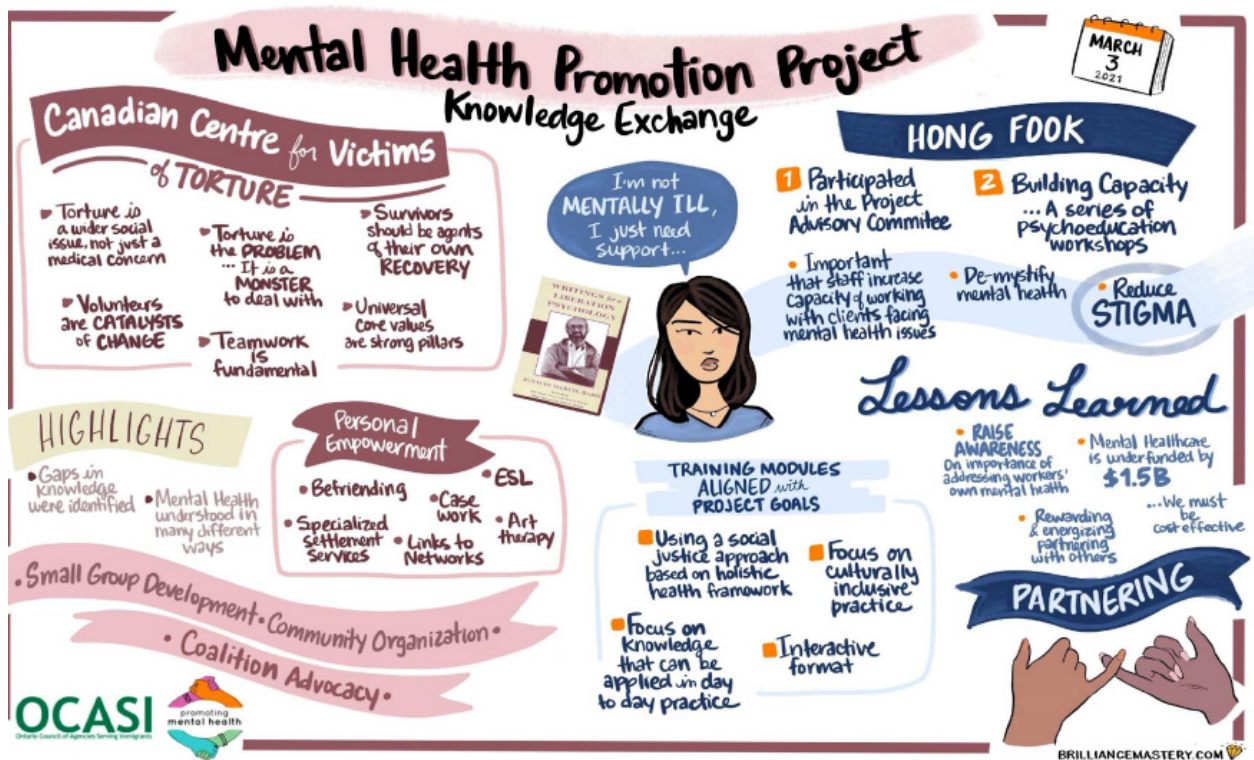 Mental Health Promotion Project
Knowledge Exchange
MARCH
3
2021
Canadian Centre for Victims
of TORTURE
Torture is
a wider social
issue, not just a
medical concern
Torture is
the PROBLEM
... It is a
MONSTER
to deal with
Survivors
should be agents
of their own
RECOVERY
Volunteers
are CATALYSTS
of CHANGE
Teamwork
is
fundamental
Universal
core values
are strong pillars
I'm not
MENTALLY ILL,
I just need
support...
WRITINGS for a
LIBERATION
PSYCHOLOGY
IGNACIO MARTÍN-BARÓ
HONG FOOK
1 Participated
in the Project
Advisory Commitee
2 Building Capacity
... A series of
psychoeducation
workshops
• Important
that staff increase
capacity of working
with clients facing
mental health issues
• De-mystify
mental health
• Reduce
STIGMA
HIGHLIGHTS
Gaps in
knowledge
were identified
Mental Health
understood in
many different
ways
Personal
Empowerment
• Befriending
• Specialized
settlement
services
• Case
work
• Links to
Networks
• ESL
• Art
therapy
• Small Group Development • Community Organization •
• Coalition Advocacy •
TRAINING MODULES
ALIGNED with
PROJECT GOALS
Using a social
justice approach
based on holistic
health framework
Focus on
culturally
inclusive
practice
Focus on
knowledge
that can be
applied in day
to day practice
Interactive
format
Lessons Learned
• RAISE
AWARENESS
On importance of
addressing workers'
own mental health
• Mental Healthcare
is underfunded by
$1.5B
...We must
be
cost effective
• Rewarding
& energizing
partnering
with others
PARTNERING
OCASI
Ontario Council of Agencies Serving Immigrants
promoting
mental health
BRILLIANCEMASTERY.COM